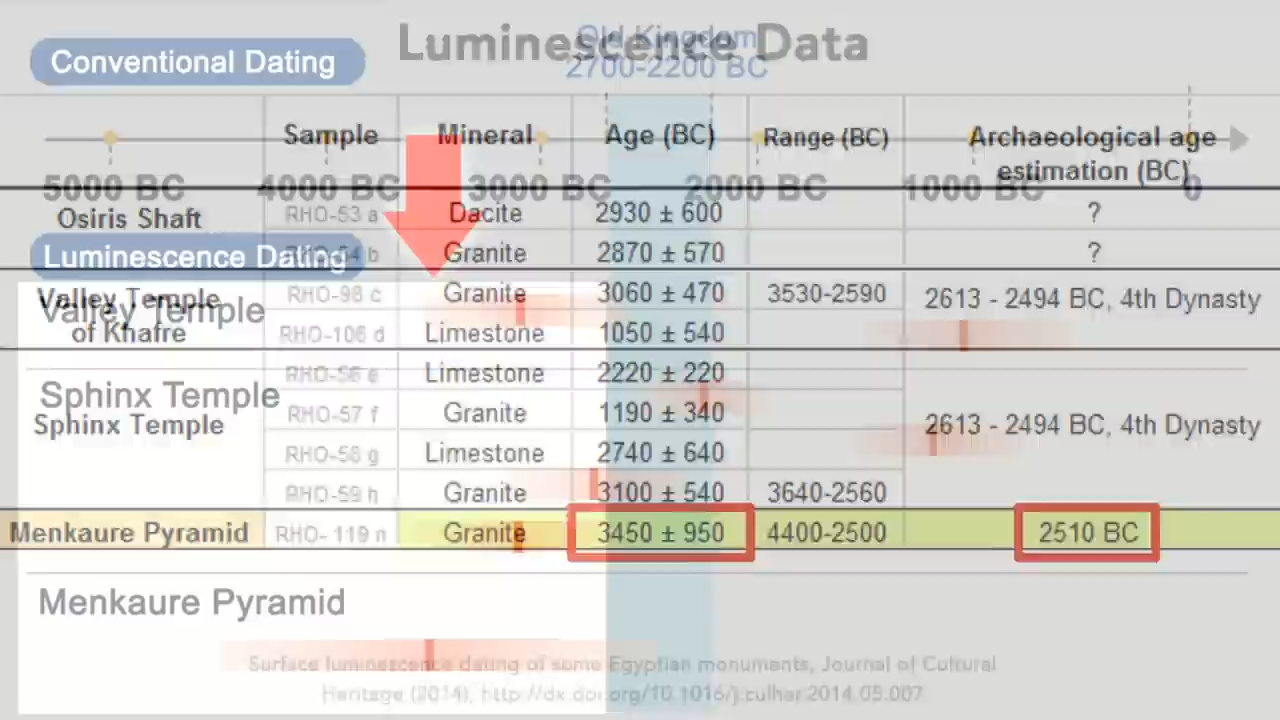 Luminescence Data
Old Kingdom
2700-2200 BC
Conventional Dating
Sample Mineral Age (BC) Range (BC) Archaeological age estimation (BC)
5000 BC 4000 BC 3000 BC 2000 BC 1000 BC 0
Osiris Shaft RHO-53 a Dacite 2930 ± 600 ?
b Granite 2870 ± 570 ?
Luminescence Dating
Valley Temple of Khafre RHO-98 c Granite 3060 ± 470 3530-2590 2613 - 2494 BC, 4th Dynasty
RHO-106 d Limestone 1050 ± 540
Valley Temple
RHO-56 e Limestone 2220 ± 220
Sphinx Temple
Sphinx Temple RHO-57 f Granite 1190 ± 340 2613 - 2494 BC, 4th Dynasty
RHO-58 g Limestone 2740 ± 640
RHO-59 h Granite 3100 ± 540 3640-2560
Menkaure Pyramid RHO- 119 n Granite 3450 ± 950 4400-2500 2510 BC
Menkaure Pyramid
Surface luminescence dating of some Egyptian monuments, Journal of Cultural
Heritage (2014), http://dx.doi.org/10.1016/j.culher.2014.05.007